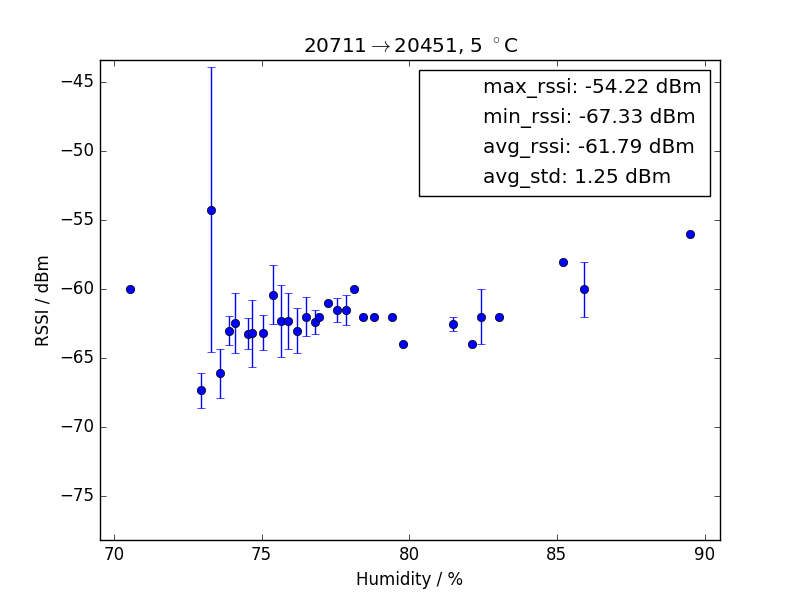 20711→20451, 5 °C
max_rssi: -54.22 dBm
min_rssi: -67.33 dBm
avg_rssi: -61.79 dBm
avg_std: 1.25 dBm
RSSI / dBm
−45
−50
−55
−60
−65
−70
−75
70 75 80 85 90
Humidity / %